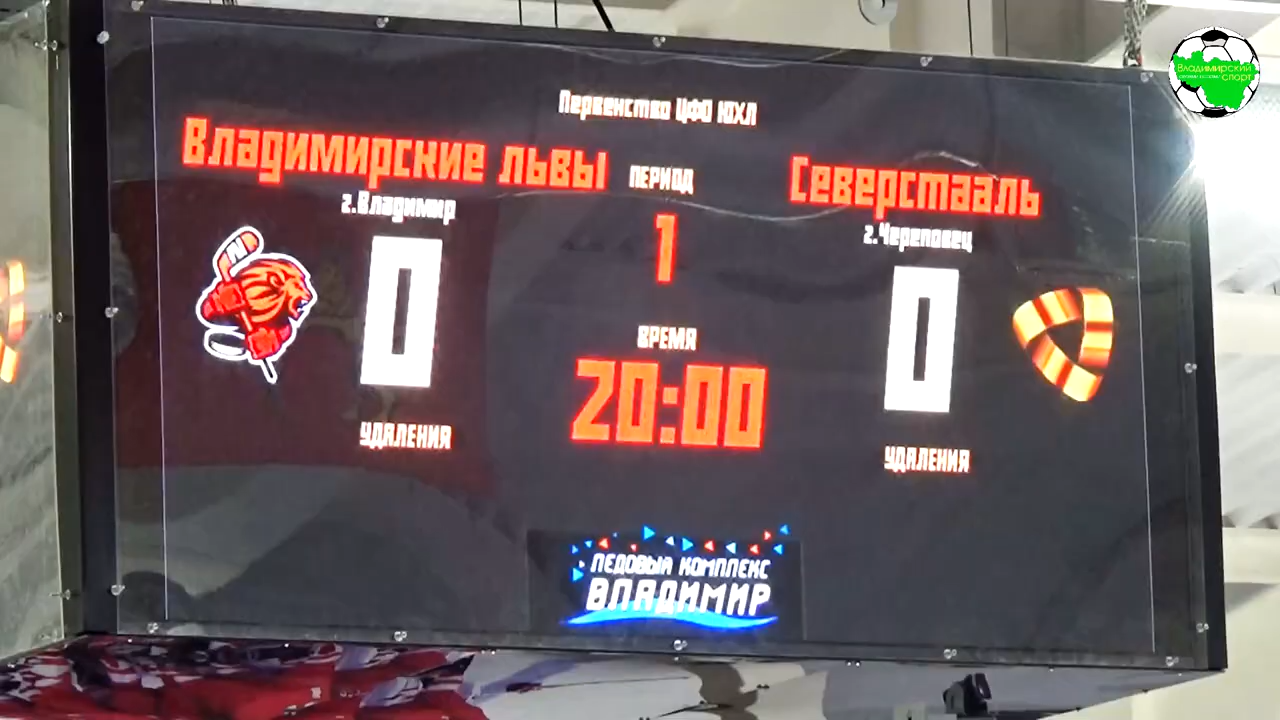 Владимирский
спорт
Первенство ЦФО ЮХЛ
Владимирские львы
ПЕРИОД
Северстааль
г.Владимир
1
г.Череповец
0
0
ВРЕМЯ
20:00
УДАЛЕНИЯ
УДАЛЕНИЯ
ЛЕДОВЫЙ КОМПЛЕКС
ВЛАДИМИР